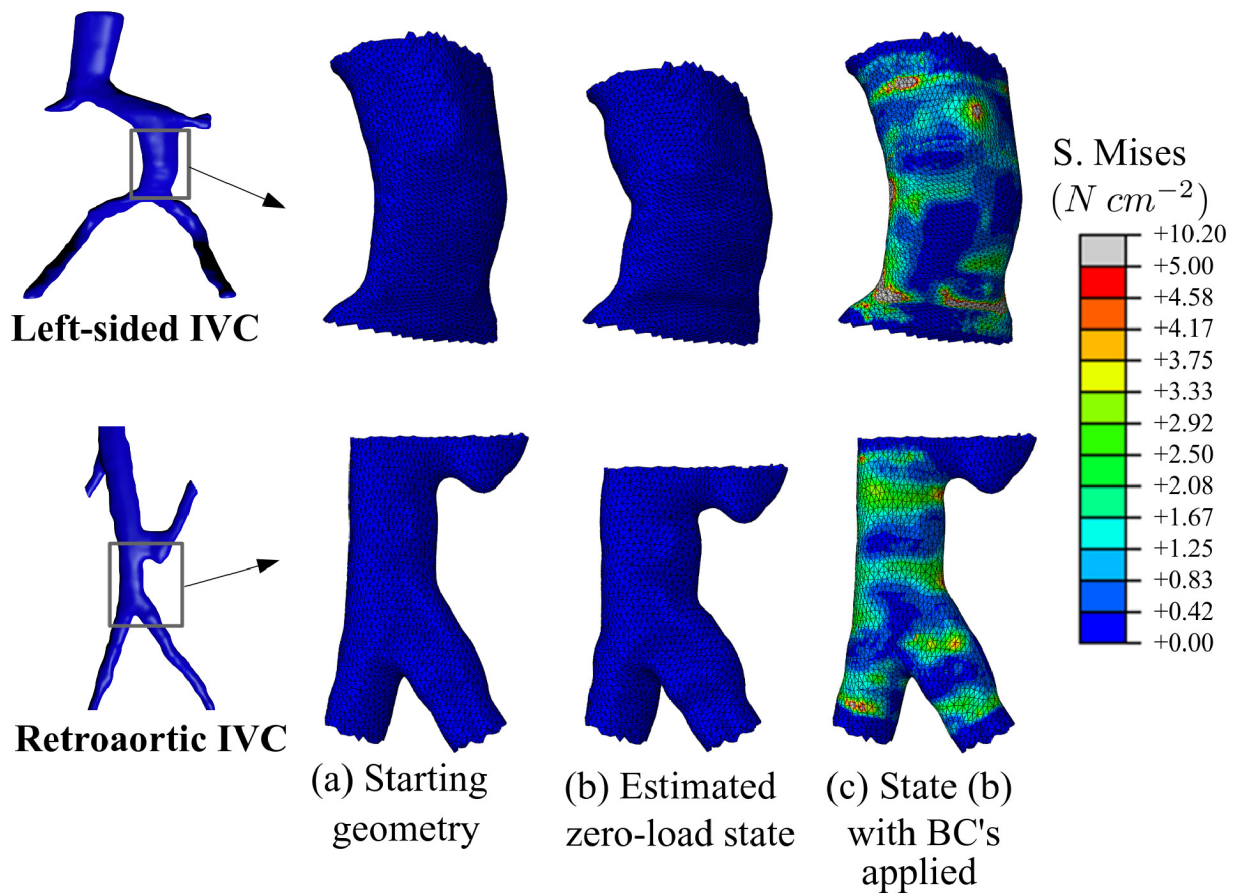 Left-sided IVC
Retroaortic IVC
(a) Starting
geometry
(b) Estimated
zero-load state
(c) State (b)
with BC's
applied
S. Mises
(N cm⁻²)
+10.20
+5.00
+4.58
+4.17
+3.75
+3.33
+2.92
+2.50
+2.08
+1.67
+1.25
+0.83
+0.42
+0.00